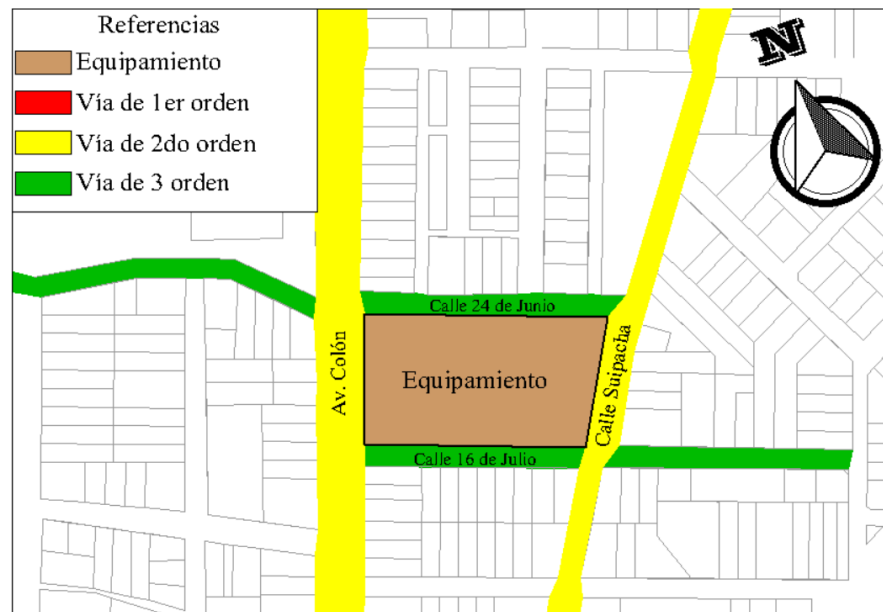 Referencias
Equipamiento
Vía de 1er orden
Vía de 2do orden
Vía de 3 orden
N
Calle 24 de Junio
Av. Colón
Equipamiento
Calle Suipacha
Calle 16 de Julio